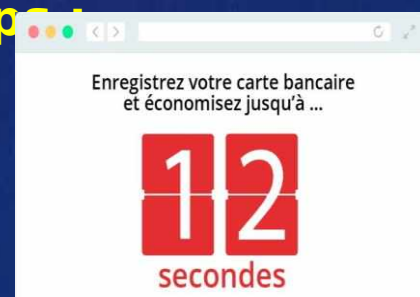 Enregistrez votre carte bancaire
et économisez jusqu'à ...
12
secondes